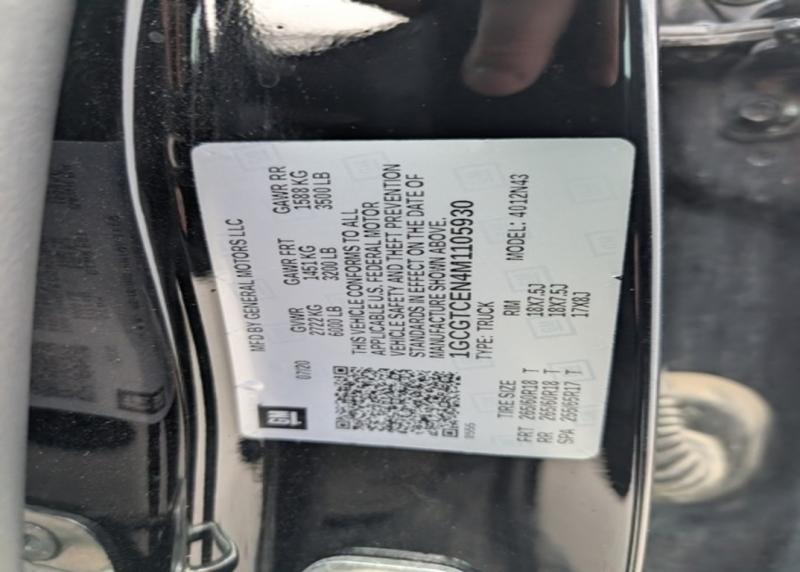 GM
MFD BY GENERAL MOTORS LLC
07/20
GVWR GAWR FRT GAWR RR
2722 KG 1451 KG 1588 KG
6000 LB 3200 LB 3500 LB
THIS VEHICLE CONFORMS TO ALL
APPLICABLE U.S. FEDERAL MOTOR
VEHICLE SAFETY AND THEFT PREVENTION
STANDARDS IN EFFECT ON THE DATE OF
MANUFACTURE SHOWN ABOVE.
1GCGTCEN4M1105930
TYPE: TRUCK MODEL: 4012N43
TIRE SIZE RIM
FRT 265/60R18 T 18X7.5J
RR 265/60R18 T 18X7.5J
SPA 265/65R17 T 17X8J